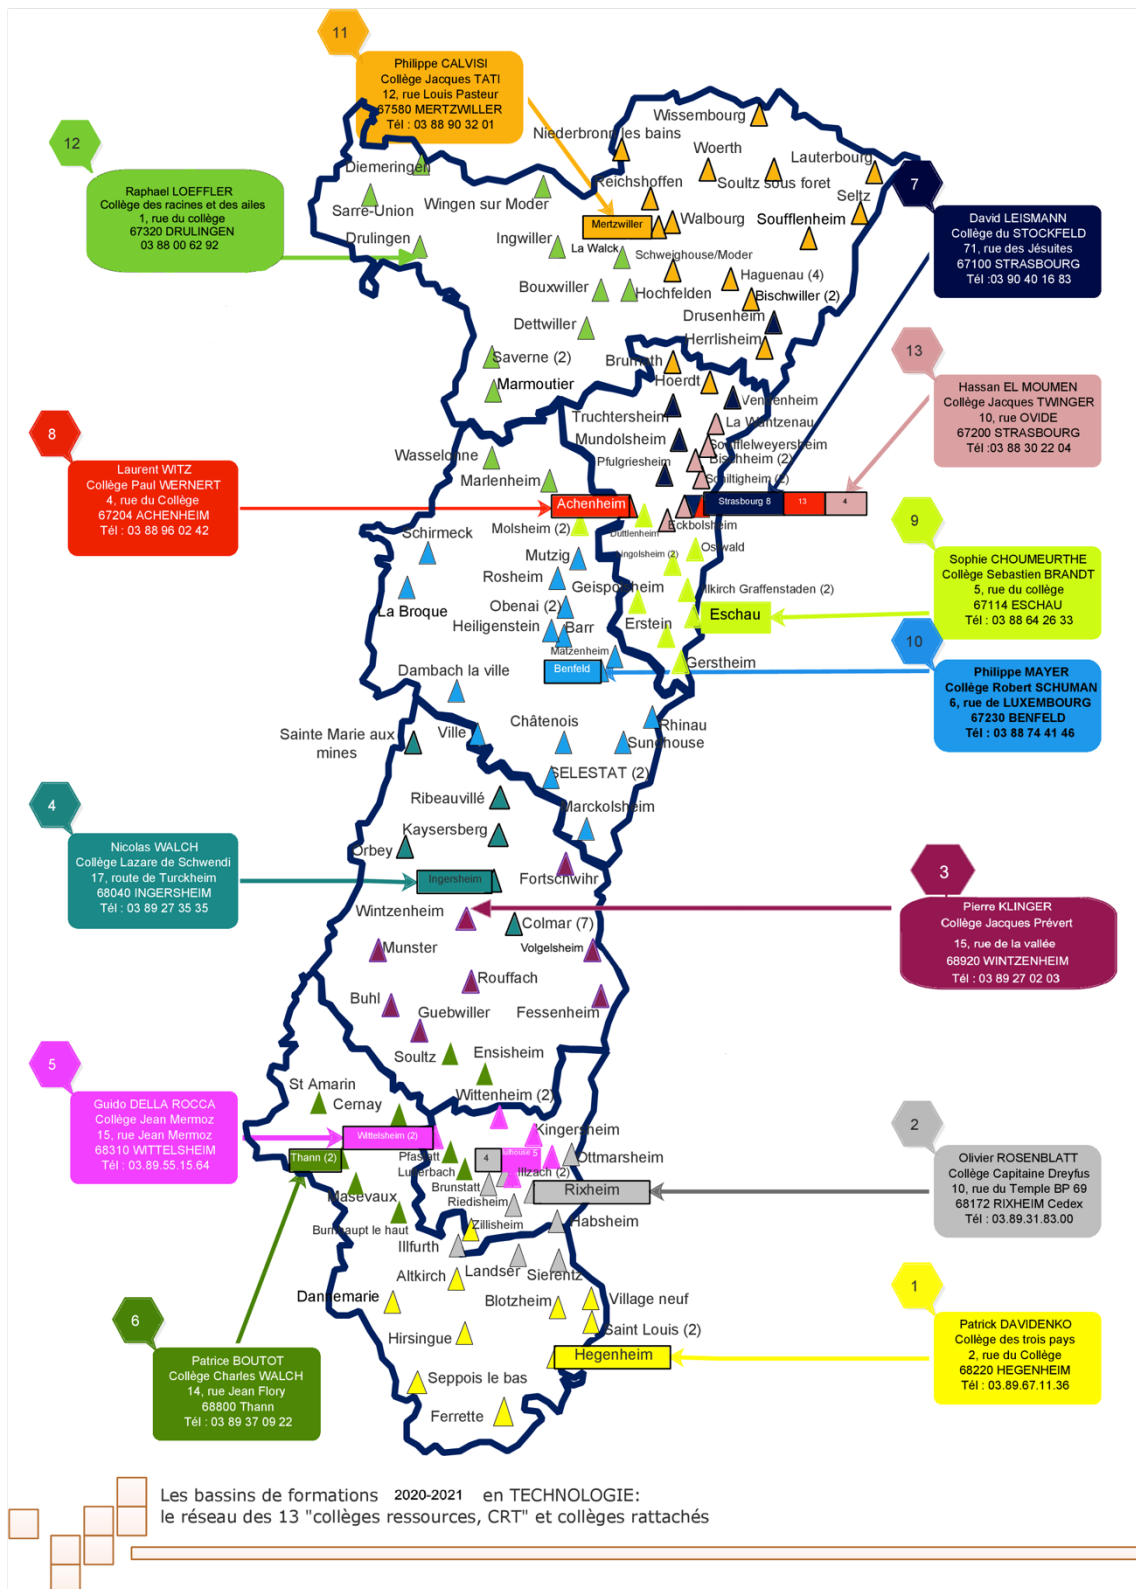 11
Philippe CALVISI
Collège Jacques TATI
12, rue Louis Pasteur
67580 MERTZWILLER
Tél : 03 88 90 32 01
12
Raphael LOEFFLER
Collège des racines et des ailes
1, rue du collège
67320 DRULINGEN
03 88 00 62 92
7
David LEISMANN
Collège du STOCKFELD
71, rue des Jésuites
67100 STRASBOURG
Tél :03 90 40 16 83
13
Hassan EL MOUMEN
Collège Jacques TWINGER
10, rue OVIDE
67200 STRASBOURG
Tél :03 88 30 22 04
8
Laurent WITZ
Collège Paul WERNERT
4, rue du Collège
67204 ACHENHEIM
Tél : 03 88 96 02 42
9
Sophie CHOUMEURTHE
Collège Sebastien BRANDT
5, rue du collège
67114 ESCHAU
Tél : 03 88 64 26 33
10
Philippe MAYER
Collège Robert SCHUMAN
6, rue de LUXEMBOURG
67230 BENFELD
Tél : 03 88 74 41 46
4
Nicolas WALCH
Collège Lazare de Schwendi
17, route de Turckheim
68040 INGERSHEIM
Tél : 03 89 27 35 35
3
Pierre KLINGER
Collège Jacques Prévert
15, rue de la vallée
68920 WINTZENHEIM
Tél : 03 89 27 02 03
5
Guido DELLA ROCCA
Collège Jean Mermoz
15, rue Jean Mermoz
68310 WITTELSHEIM
Tél : 03.89.55.15.64
2
Olivier ROSENBLATT
Collège Capitaine Dreyfus
10, rue du Temple BP 69
68172 RIXHEIM Cedex
Tél : 03.89.31.83.00
6
Patrice BOUTOT
Collège Charles WALCH
14, rue Jean Flory
68800 Thann
Tél : 03 89 37 09 22
1
Patrick DAVIDENKO
Collège des trois pays
2, rue du Collège
68220 HEGENHEIM
Tél : 03.89.67.11.36
Wissembourg
Niederbronn les bains
Woerth
Lauterbourg
Diemeringen
Reichshoffen
Soultz sous foret
Seltz
Sarre-Union
Wingen sur Moder
Mertzwiller
Walbourg
Soufflenheim
Drulingen
Ingwiller
La Walck
Schweighouse/Moder
Haguenau (4)
Bouxwiller
Hochfelden
Bischwiller (2)
Dettwiller
Drusenheim
Herrlisheim
Saverne (2)
Brumath
Marmoutier
Hoerdt
Vendenheim
Truchtersheim
La Wantzenau
Mundolsheim
Souffelweyersheim
Wasselonne
Pfulgriesheim
Bischheim (2)
Marlenheim
Schiltigheim (2)
Achenheim
Strasbourg 8
13
4
Molsheim (2)
Duttlenheim
Eckbolsheim
Schirmeck
Mutzig
Lingolsheim (2)
Ostwald
Rosheim
Geispolsheim
Illkirch Graffenstaden (2)
La Broque
Obenai (2)
Eschau
Heiligenstein
Barr
Erstein
Matzenheim
Dambach la ville
Benfeld
Gerstheim
Sainte Marie aux
mines
Ville
Châtenois
Rhinau
Sundhouse
SELESTAT (2)
Ribeauvillé
Marckolsheim
Kaysersberg
Orbey
Ingersheim
Fortschwihr
Wintzenheim
Colmar (7)
Munster
Volgelsheim
Rouffach
Buhl
Guebwiller
Fessenheim
Soultz
Ensisheim
St Amarin
Wittenheim (2)
Cernay
Kingersheim
Wittelsheim (2)
Thann (2)
Pfastatt
4
5
Ottmarsheim
Lutterbach
Illzach (2)
Masevaux
Brunstatt
Riedisheim
Rixheim
Burnhaupt le haut
Zillisheim
Habsheim
Illfurth
Altkirch
Landser
Sierentz
Dannemarie
Blotzheim
Village neuf
Hirsingue
Saint Louis (2)
Hegenheim
Seppois le bas
Ferrette
Les bassins de formations 2020-2021 en TECHNOLOGIE:
le réseau des 13 "collèges ressources, CRT" et collèges rattachés